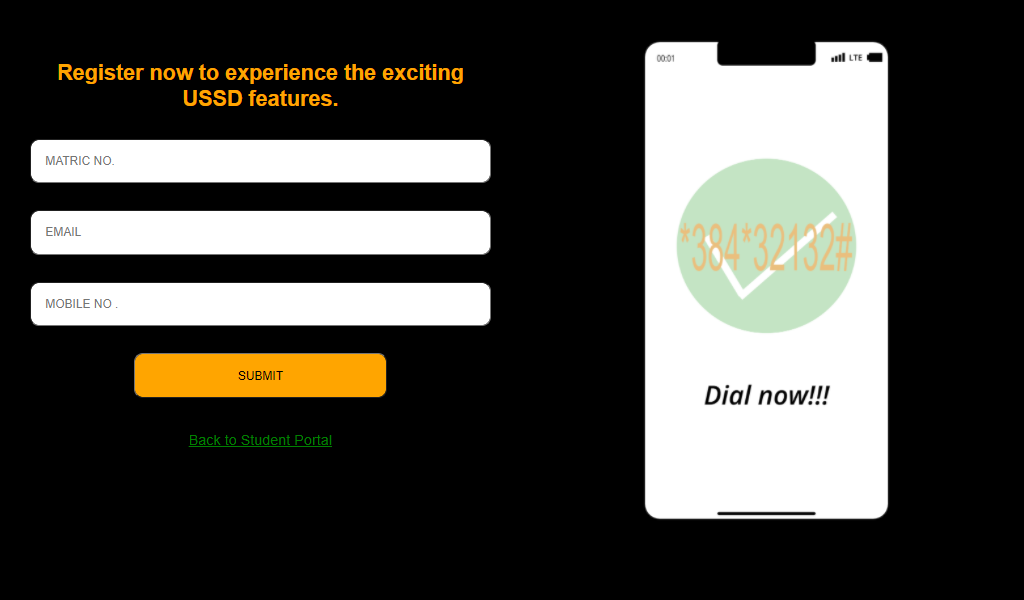 Register now to experience the exciting
USSD features.
MATRIC NO.
EMAIL
MOBILE NO .
SUBMIT
Back to Student Portal
00:01
LTE
*384*32132#
Dial now!!!